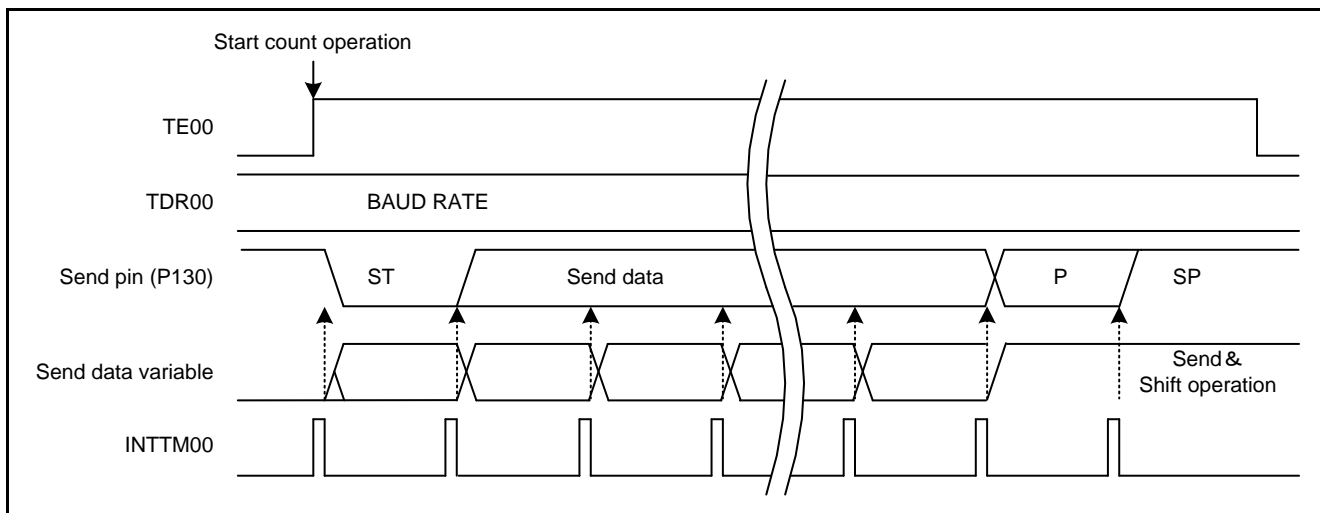 Start count operation
TE00
TDR00
BAUD RATE
Send pin (P130)
ST
Send data
P
SP
Send data variable
Send &
Shift operation
INTTM00